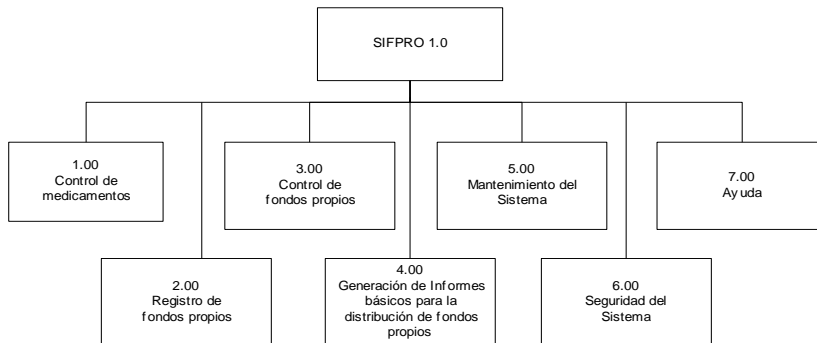 SIFPRO 1.0
1.00
Control de
medicamentos
3.00
Control de
fondos propios
5.00
Mantenimiento del
Sistema
7.00
Ayuda
2.00
Registro de
fondos propios
4.00
Generación de Informes
básicos para la
distribución de fondos
propios
6.00
Seguridad del
Sistema